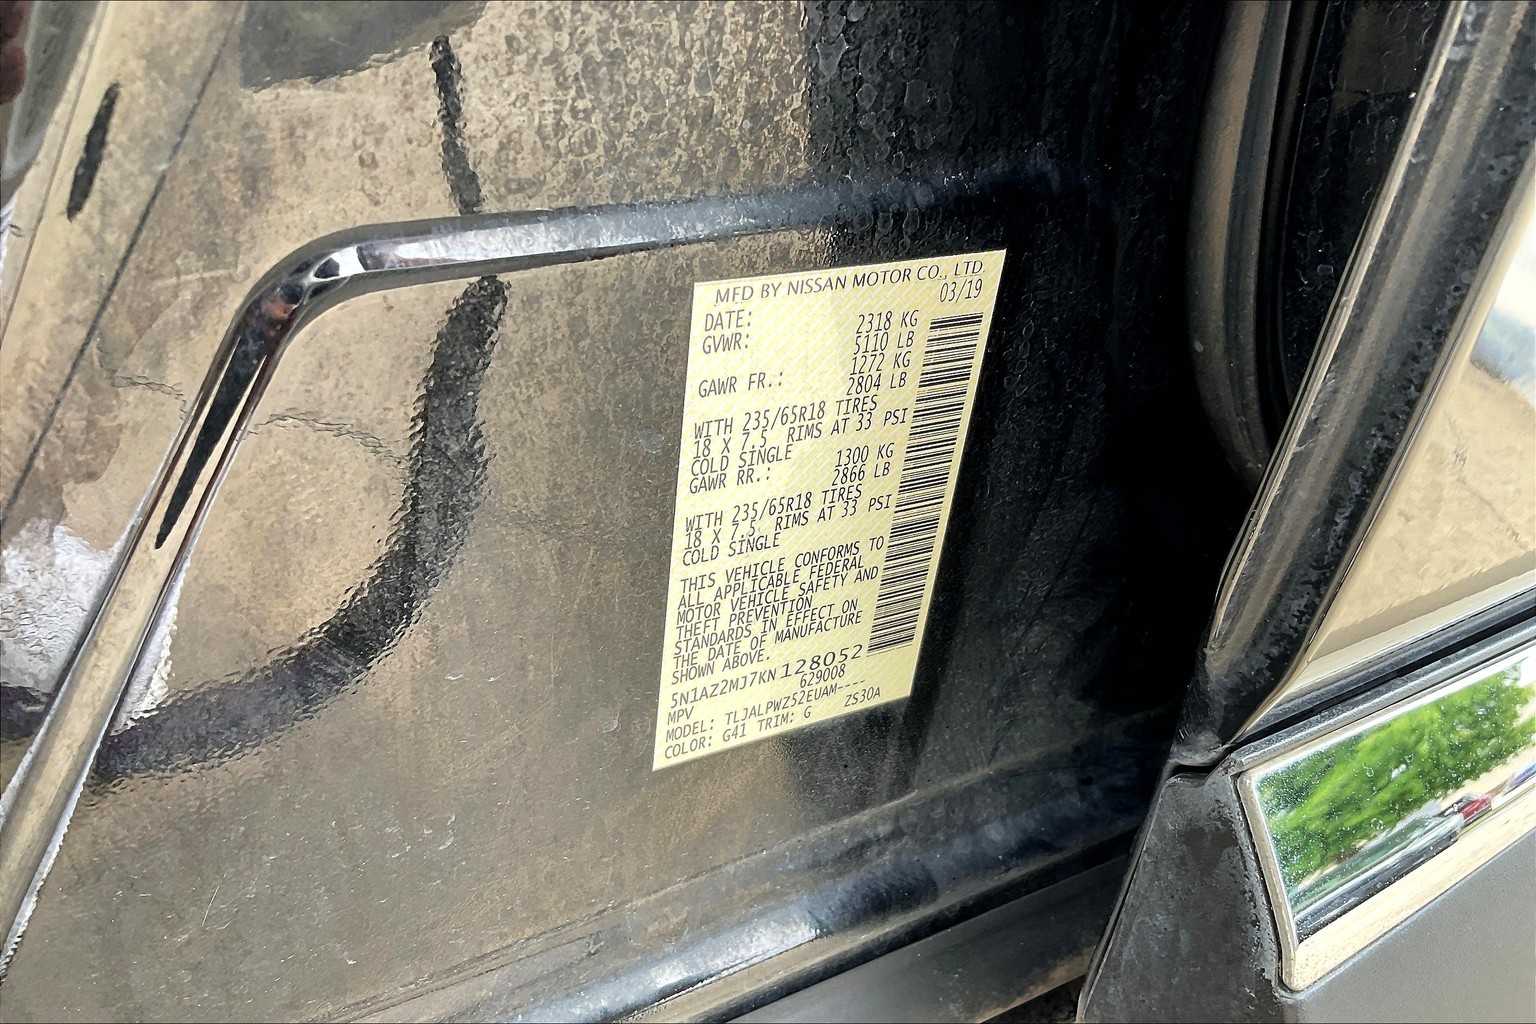 MFD BY NISSAN MOTOR CO., LTD.
DATE: 03/19
GVWR: 2318 KG
5110 LB
GAWR FR.: 1272 KG
2804 LB
WITH 235/65R18 TIRES
18 X 7.5 RIMS AT 33 PSI
COLD SINGLE
GAWR RR.: 1300 KG
2866 LB
WITH 235/65R18 TIRES
18 X 7.5 RIMS AT 33 PSI
COLD SINGLE
THIS VEHICLE CONFORMS TO
ALL APPLICABLE FEDERAL
MOTOR VEHICLE SAFETY AND
THEFT PREVENTION
STANDARDS IN EFFECT ON
THE DATE OF MANUFACTURE
SHOWN ABOVE.
5N1AZ2MJ7KN128052
MPV 629008
MODEL: TLJALPWZ52EUAM----
COLOR: G41 TRIM: G ZS30A